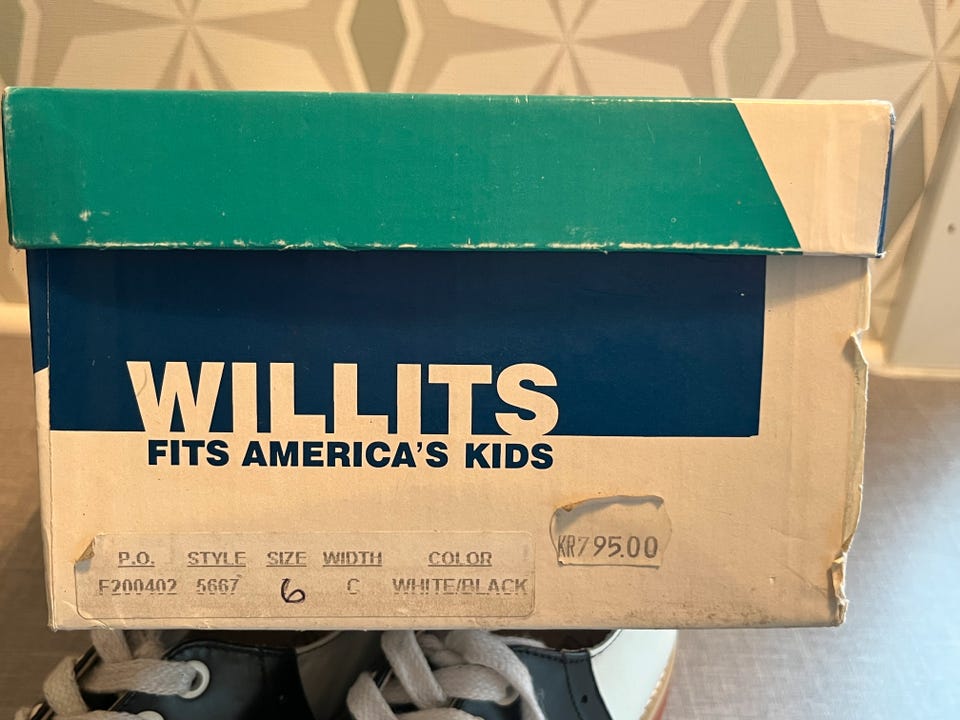 WILLITS
FITS AMERICA'S KIDS
KR795.00
P.O. STYLE SIZE WIDTH COLOR
F200402 5667 6 C WHITE/BLACK